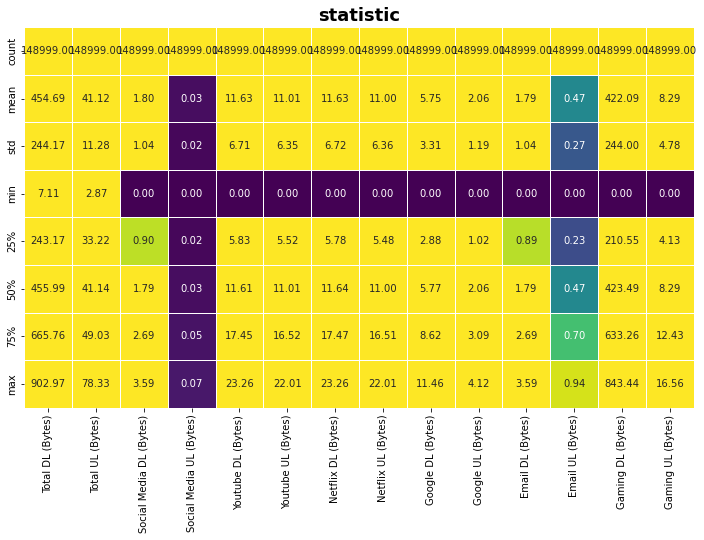 statistic
count 148999.00 148999.00 148999.00 148999.00 148999.00 148999.00 148999.00 148999.00 148999.00 148999.00 148999.00 148999.00 148999.00 148999.00
mean 454.69 41.12 1.80 0.03 11.63 11.01 11.63 11.00 5.75 2.06 1.79 0.47 422.09 8.29
std 244.17 11.28 1.04 0.02 6.71 6.35 6.72 6.36 3.31 1.19 1.04 0.27 244.00 4.78
min 7.11 2.87 0.00 0.00 0.00 0.00 0.00 0.00 0.00 0.00 0.00 0.00 0.00 0.00
25% 243.17 33.22 0.90 0.02 5.83 5.52 5.78 5.48 2.88 1.02 0.89 0.23 210.55 4.13
50% 455.99 41.14 1.79 0.03 11.61 11.01 11.64 11.00 5.77 2.06 1.79 0.47 423.49 8.29
75% 665.76 49.03 2.69 0.05 17.45 16.52 17.47 16.51 8.62 3.09 2.69 0.70 633.26 12.43
max 902.97 78.33 3.59 0.07 23.26 22.01 23.26 22.01 11.46 4.12 3.59 0.94 843.44 16.56
Total DL (Bytes)
Total UL (Bytes)
Social Media DL (Bytes)
Social Media UL (Bytes)
Youtube DL (Bytes)
Youtube UL (Bytes)
Netflix DL (Bytes)
Netflix UL (Bytes)
Google DL (Bytes)
Google UL (Bytes)
Email DL (Bytes)
Email UL (Bytes)
Gaming DL (Bytes)
Gaming UL (Bytes)